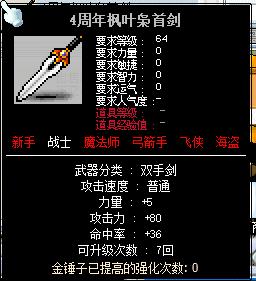 4周年枫叶枭首剑
要求等级： 64
要求力量： 0
要求敏捷： 0
要求智力： 0
要求运气： 0
要求人气度： -
道具等级： -
道具经验值： -
新手 战士 魔法师 弓箭手 飞侠 海盗
武器分类 : 双手剑
攻击速度 : 普通
力量 : +5
攻击力 : +80
命中率 : +36
可升级次数 : 7回
金锤子已提高的强化次数: 0